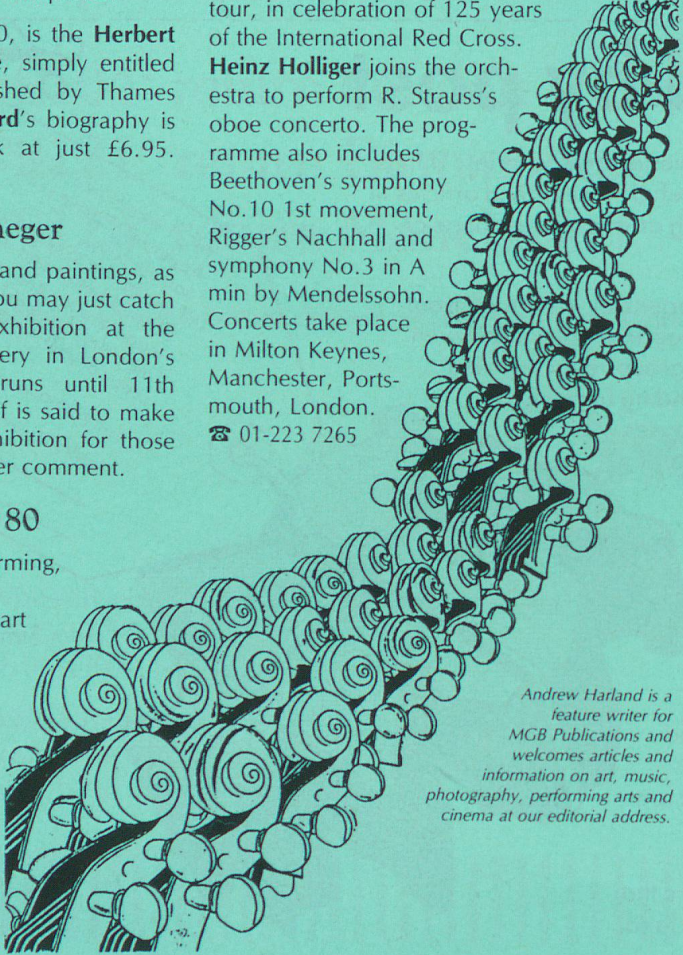 0, is the Herbert
, simply entitled
shed by Thames
rd's biography is
k at just £6.95.
aeger
and paintings, as
ou may just catch
xhibition at the
ery in London's
runs until 11th
f is said to make
hibition for those
er comment.
80
rming,
art
tour, in celebration of 125 years
of the International Red Cross.
Heinz Holliger joins the orch-
estra to perform R. Strauss's
oboe concerto. The prog-
ramme also includes
Beethoven's symphony
No.10 1st movement,
Rigger's Nachhall and
symphony No.3 in A
min by Mendelssohn.
Concerts take place
in Milton Keynes,
Manchester, Ports-
mouth, London.
☎ 01-223 7265
Andrew Harland is a
feature writer for
MGB Publications and
welcomes articles and
information on art, music,
photography, performing arts and
cinema at our editorial address.